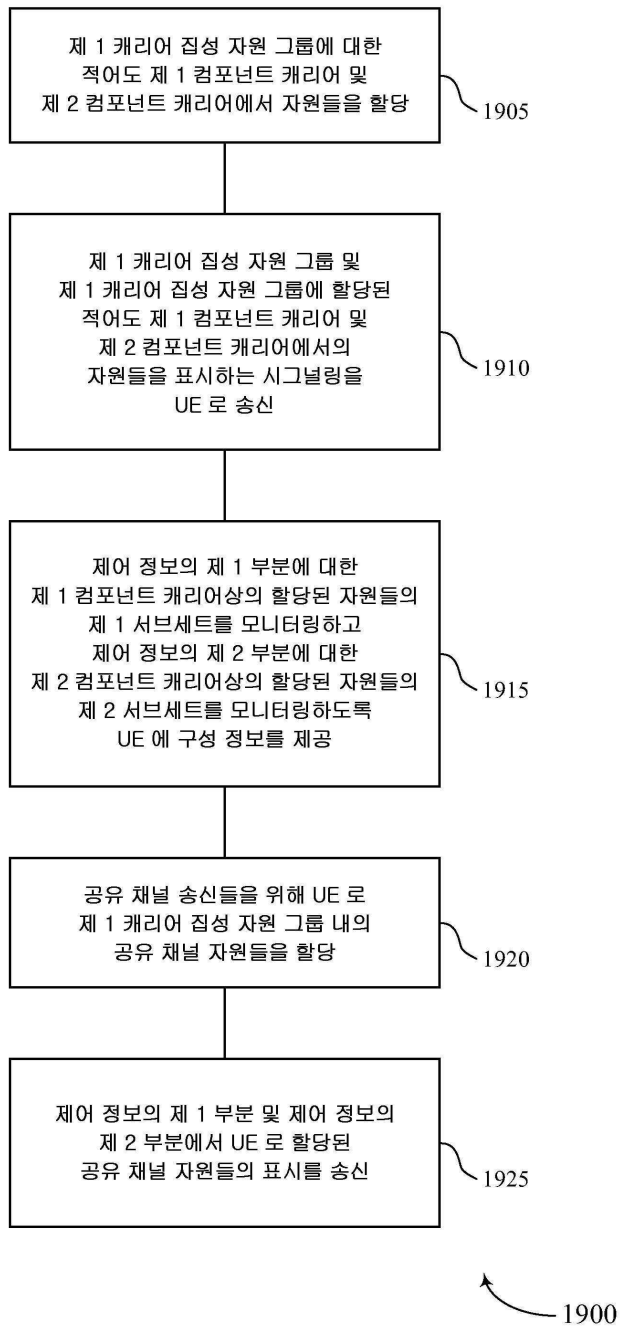 제 1 캐리어 집성 자원 그룹에 대한
적어도 제 1 컴포넌트 캐리어 및
제 2 컴포넌트 캐리어에서 자원들을 할당
1905
제 1 캐리어 집성 자원 그룹 및
제 1 캐리어 집성 자원 그룹에 할당된
적어도 제 1 컴포넌트 캐리어 및
제 2 컴포넌트 캐리어에서의
자원들을 표시하는 시그널링을
UE 로 송신
1910
제어 정보의 제 1 부분에 대한
제 1 컴포넌트 캐리어상의 할당된 자원들의
제 1 서브세트를 모니터링하고
제어 정보의 제 2 부분에 대한
제 2 컴포넌트 캐리어상의 할당된 자원들의
제 2 서브세트를 모니터링하도록
UE 에 구성 정보를 제공
1915
공유 채널 송신들을 위해 UE 로
제 1 캐리어 집성 자원 그룹 내의
공유 채널 자원들을 할당
1920
제어 정보의 제 1 부분 및 제어 정보의
제 2 부분에서 UE 로 할당된
공유 채널 자원들의 표시를 송신
1925
1900